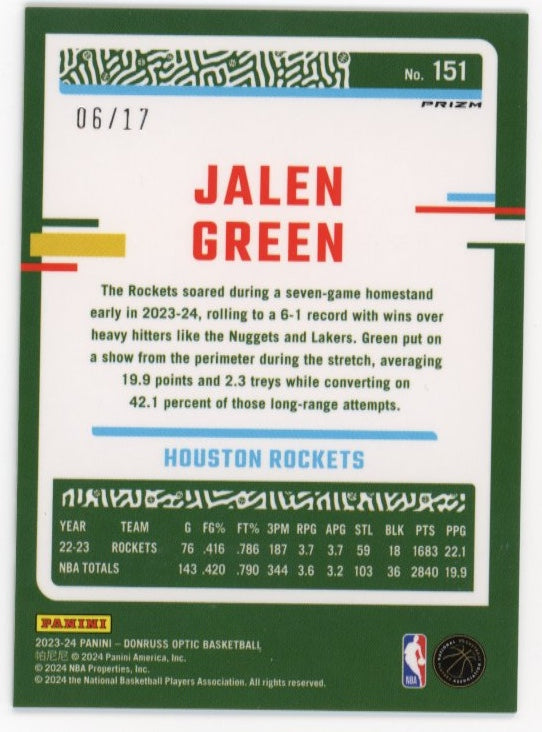 No. 151
PRIZM
06/17
JALEN
GREEN
The Rockets soared during a seven-game homestand
early in 2023-24, rolling to a 6-1 record with wins over
heavy hitters like the Nuggets and Lakers. Green put on
a show from the perimeter during the stretch, averaging
19.9 points and 2.3 treys while converting on
42.1 percent of those long-range attempts.
HOUSTON ROCKETS
YEAR TEAM G FG% FT% 3PM RPG APG STL BLK PTS PPG
22-23 ROCKETS 76 .416 .786 187 3.7 3.7 59 18 1683 22.1
NBA TOTALS 143 .420 .790 344 3.6 3.2 103 36 2840 19.9
PANINI
2023-24 PANINI – DONRUSS OPTIC BASKETBALL
帕尼尼 © 2024 Panini America, Inc.
© 2024 NBA Properties, Inc.
© 2024 the National Basketball Players Association. All rights reserved.
NBA